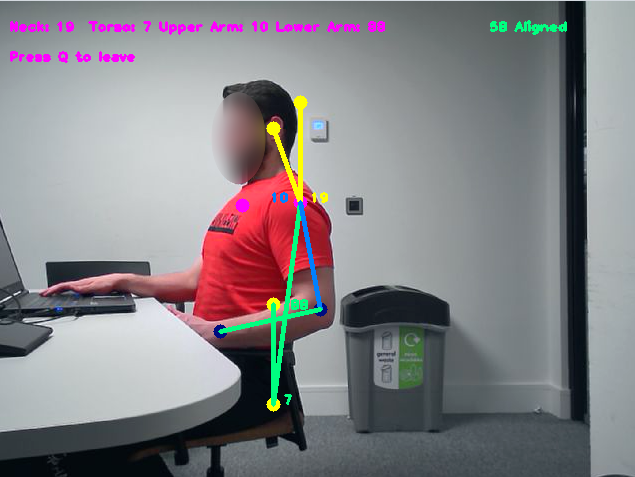 Neck: 19 Torso: 7 Upper Arm: 10 Lower Arm: 88
58 Aligned
Press Q to leave
10
19
88
7
general
waste